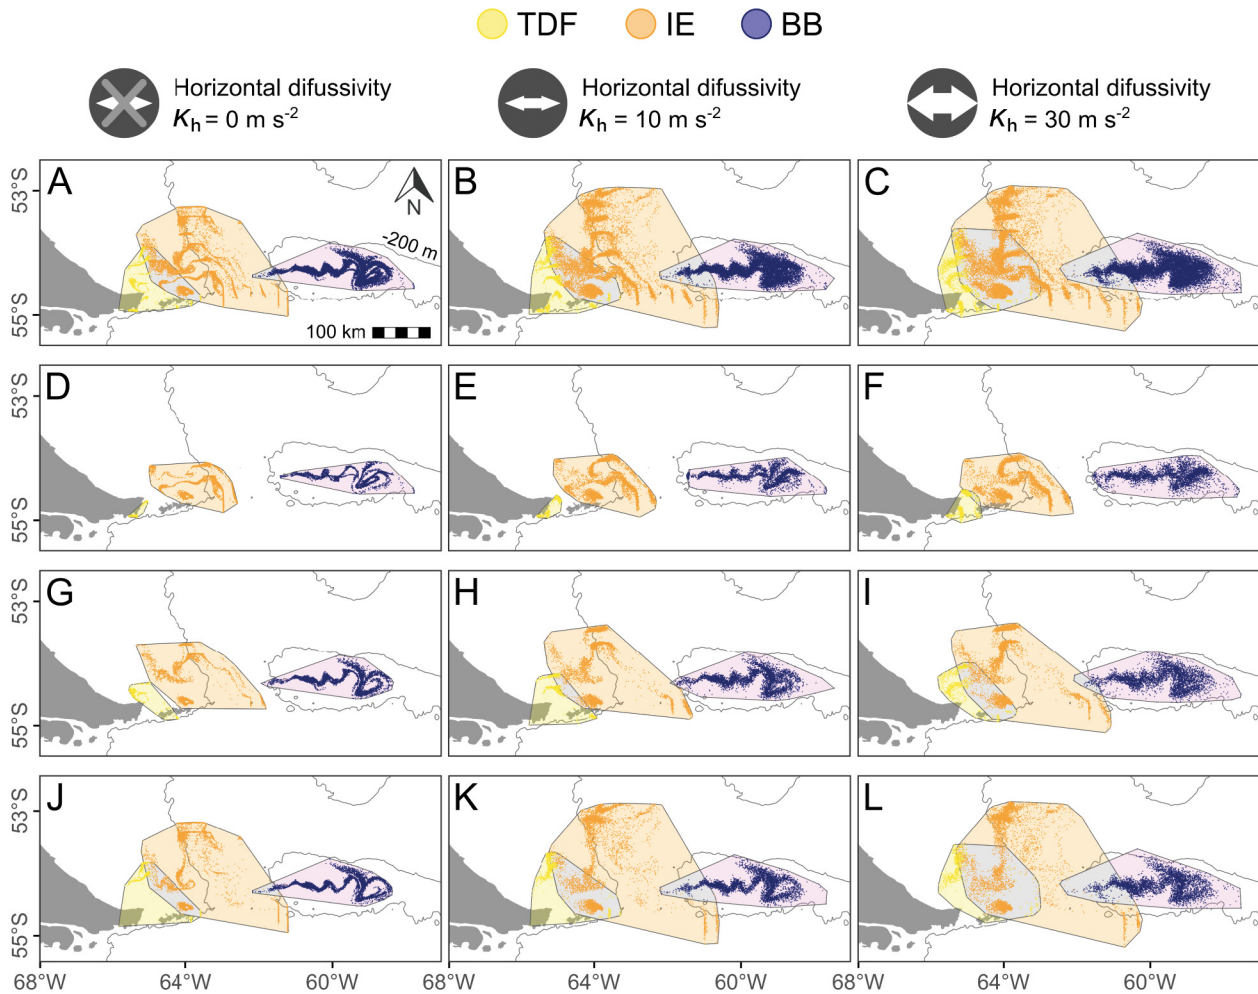 TDF IE BB
Horizontal difussivity
Kh = 0 m s-2
Horizontal difussivity
Kh = 10 m s-2
Horizontal difussivity
Kh = 30 m s-2
A B C
53°S
N
-200 m
55°S
100 km
D E F
53°S
55°S
G H I
53°S
55°S
J K L
53°S
55°S
68°W 64°W 60°W 68°W 64°W 60°W 68°W 64°W 60°W